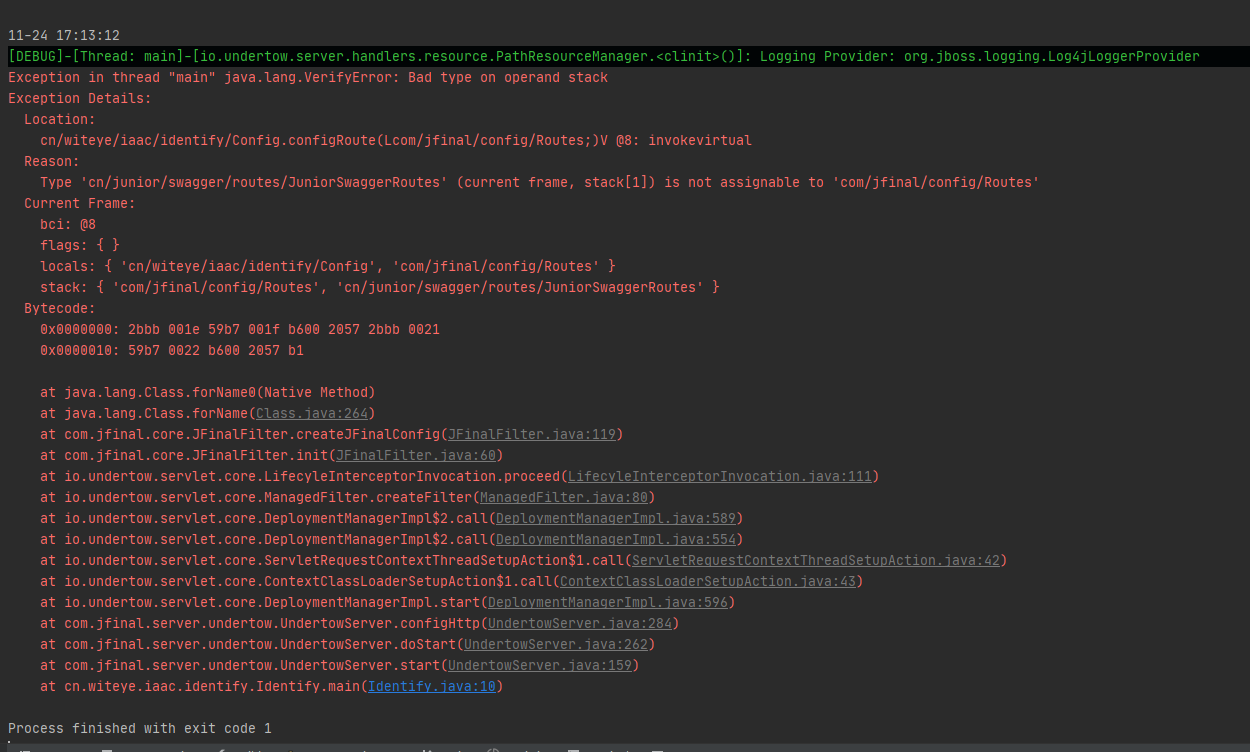 11-24 17:13:12
[DEBUG]-[Thread: main]-[io.undertow.server.handlers.resource.PathResourceManager.<clinit>()]: Logging Provider: org.jboss.logging.Log4jLoggerProvider
Exception in thread "main" java.lang.VerifyError: Bad type on operand stack
Exception Details:
  Location:
    cn/witeye/iaac/identify/Config.configRoute(Lcom/jfinal/config/Routes;)V @8: invokevirtual
  Reason:
    Type 'cn/junior/swagger/routes/JuniorSwaggerRoutes' (current frame, stack[1]) is not assignable to 'com/jfinal/config/Routes'
  Current Frame:
    bci: @8
    flags: { }
    locals: { 'cn/witeye/iaac/identify/Config', 'com/jfinal/config/Routes' }
    stack: { 'com/jfinal/config/Routes', 'cn/junior/swagger/routes/JuniorSwaggerRoutes' }
  Bytecode:
    0x0000000: 2bbb 001e 59b7 001f b600 2057 2bbb 0021
    0x0000010: 59b7 0022 b600 2057 b1
    at java.lang.Class.forName0(Native Method)
    at java.lang.Class.forName(Class.java:264)
    at com.jfinal.core.JFinalFilter.createJFinalConfig(JFinalFilter.java:119)
    at com.jfinal.core.JFinalFilter.init(JFinalFilter.java:60)
    at io.undertow.servlet.core.LifecyleInterceptorInvocation.proceed(LifecyleInterceptorInvocation.java:111)
    at io.undertow.servlet.core.ManagedFilter.createFilter(ManagedFilter.java:80)
    at io.undertow.servlet.core.DeploymentManagerImpl$2.call(DeploymentManagerImpl.java:589)
    at io.undertow.servlet.core.DeploymentManagerImpl$2.call(DeploymentManagerImpl.java:554)
    at io.undertow.servlet.core.ServletRequestContextThreadSetupAction$1.call(ServletRequestContextThreadSetupAction.java:42)
    at io.undertow.servlet.core.ContextClassLoaderSetupAction$1.call(ContextClassLoaderSetupAction.java:43)
    at io.undertow.servlet.core.DeploymentManagerImpl.start(DeploymentManagerImpl.java:596)
    at com.jfinal.server.undertow.UndertowServer.configHttp(UndertowServer.java:284)
    at com.jfinal.server.undertow.UndertowServer.doStart(UndertowServer.java:262)
    at com.jfinal.server.undertow.UndertowServer.start(UndertowServer.java:159)
    at cn.witeye.iaac.identify.Identify.main(Identify.java:10)
Process finished with exit code 1